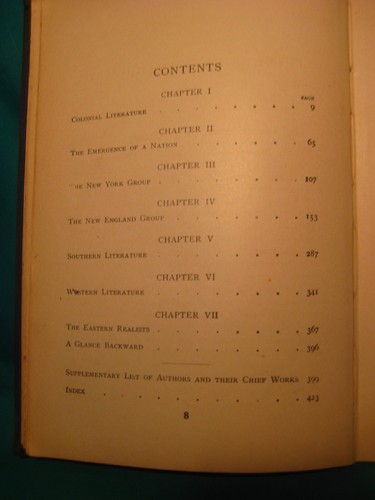 CONTENTS
CHAPTER I
PAGE
COLONIAL LITERATURE . . . . . . . 9
CHAPTER II
THE EMERGENCE OF A NATION . . . . . 65
CHAPTER III
THE NEW YORK GROUP . . . . . . . 107
CHAPTER IV
THE NEW ENGLAND GROUP . . . . . . 153
CHAPTER V
SOUTHERN LITERATURE . . . . . . . 287
CHAPTER VI
WESTERN LITERATURE . . . . . . . 341
CHAPTER VII
THE EASTERN REALISTS . . . . . . . 367
A GLANCE BACKWARD . . . . . . . 396
SUPPLEMENTARY LIST OF AUTHORS AND THEIR CHIEF WORKS 399
INDEX . . . . . . . . . 423
8